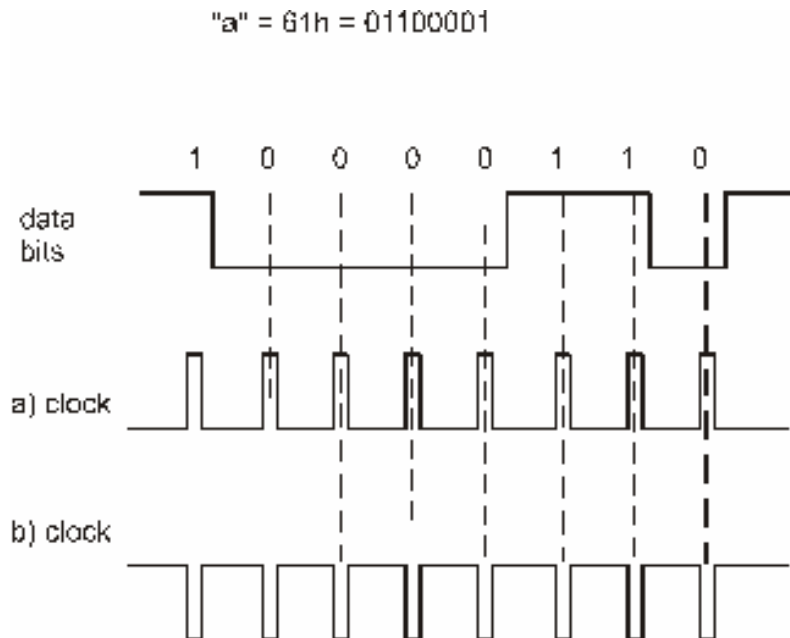 "a" = 61h = 01100001
1 0 0 0 0 1 1 0
data
bits
a) clock
b) clock